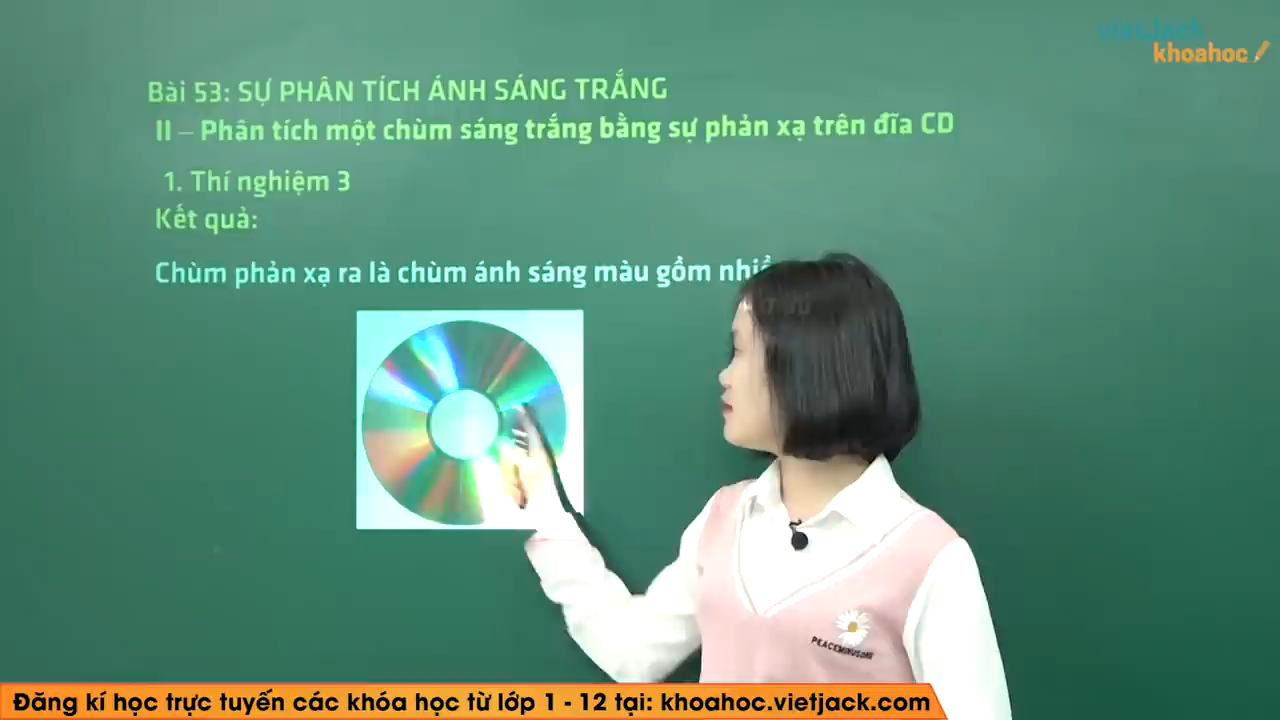 vietJack
khoahoc
Bài 53: SỰ PHÂN TÍCH ÁNH SÁNG TRẮNG
II – Phân tích một chùm sáng trắng bằng sự phản xạ trên đĩa CD
1. Thí nghiệm 3
Kết quả:
Chùm phản xạ ra là chùm ánh sáng màu gồm
Đăng kí học trực tuyến các khóa học từ lớp 1 - 12 tại: khoahoc.vietjack.com